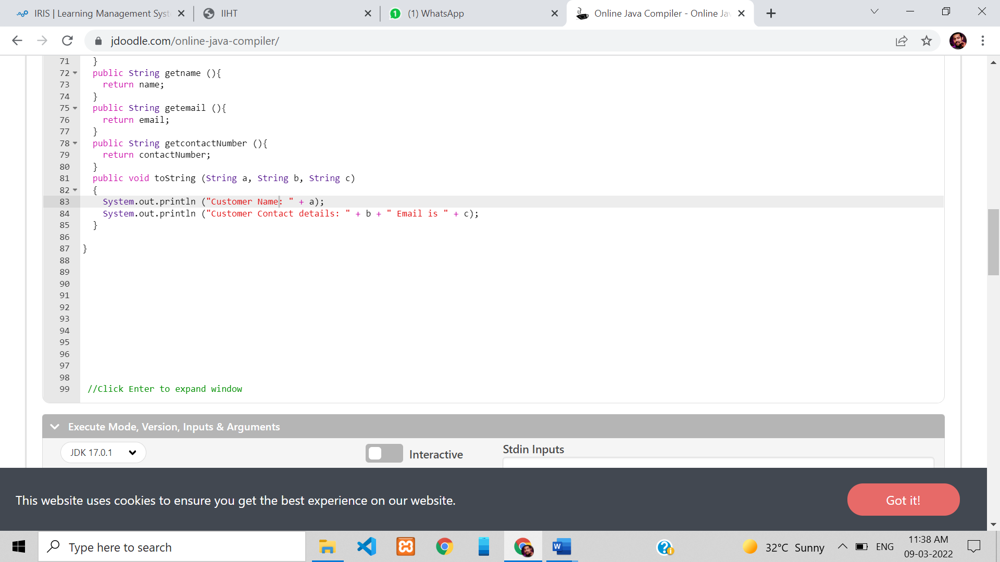 IRIS | Learning Management Syst
IIHT
(1) WhatsApp
Online Java Compiler - Online Jav
jdoodle.com/online-java-compiler/
71 }
72 public String getname (){
73 return name;
74 }
75 public String getemail (){
76 return email;
77 }
78 public String getcontactNumber (){
79 return contactNumber;
80 }
81 public void toString (String a, String b, String c)
82 {
83 System.out.println ("Customer Name: " + a);
84 System.out.println ("Customer Contact details: " + b + " Email is " + c);
85 }
86
87 }
88
89
90
91
92
93
94
95
96
97
98
99 //Click Enter to expand window
Execute Mode, Version, Inputs & Arguments
JDK 17.0.1
Interactive
Stdin Inputs
This website uses cookies to ensure you get the best experience on our website.
Got it!
Type here to search
32°C Sunny
ENG
11:38 AM
09-03-2022